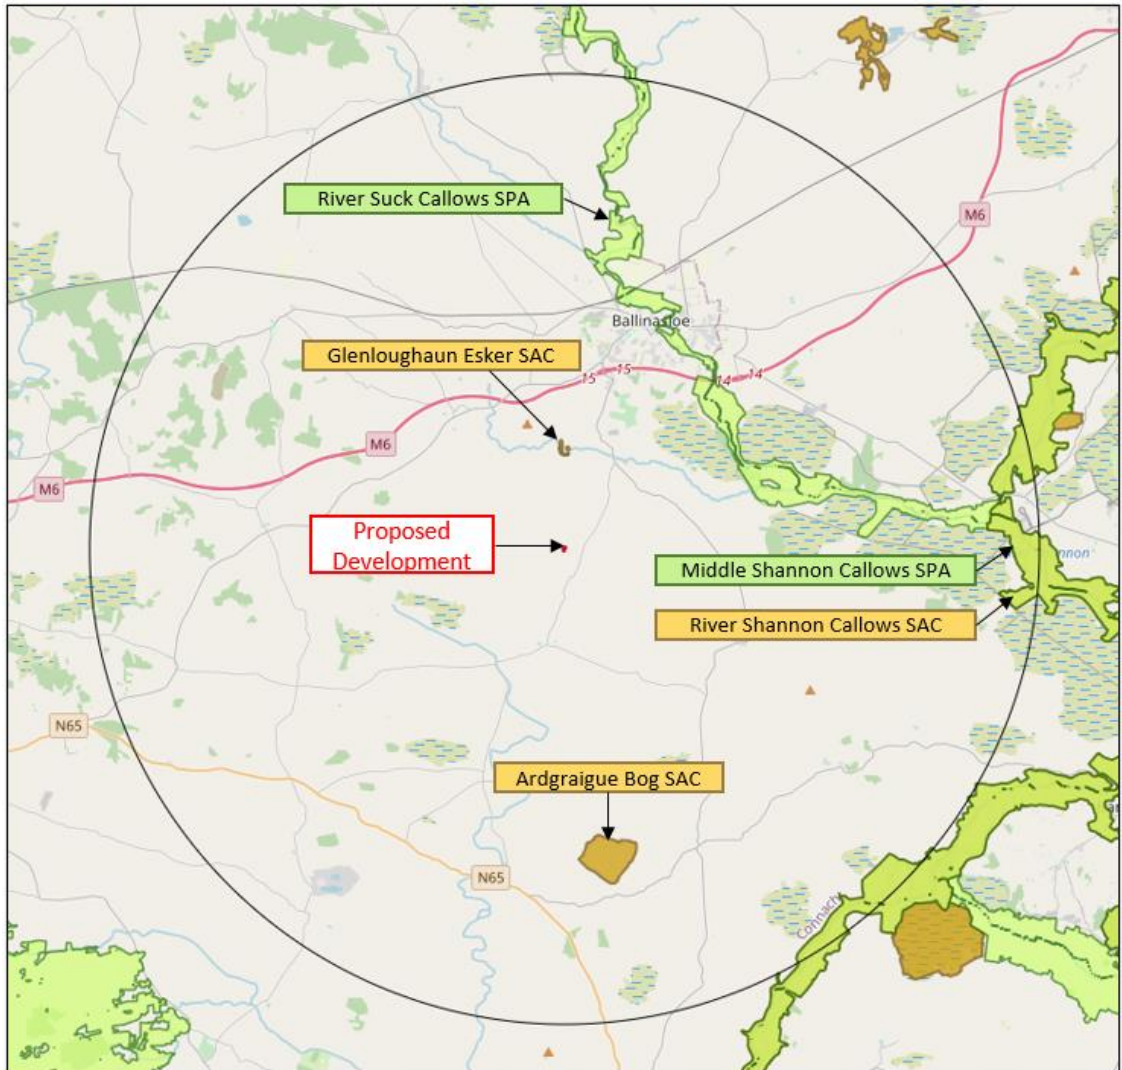 M6
River Suck Callows SPA
Ballinasloe
Glenloughaun Esker SAC
15
15
14
14
M6
M6
Proposed
Development
Middle Shannon Callows SPA
River Shannon Callows SAC
N65
Ardgraigue Bog SAC
N65